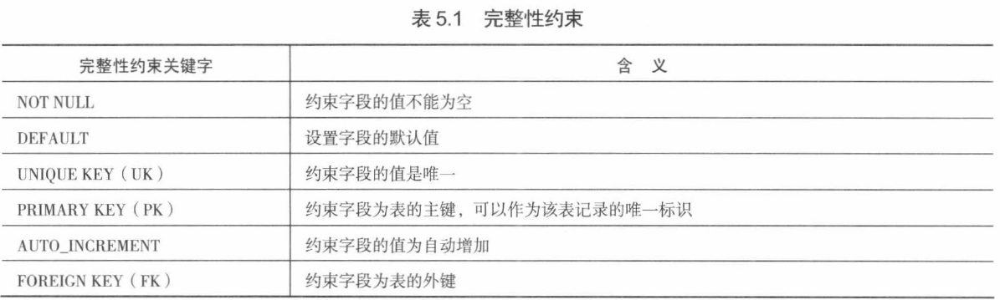 表 5.1 完整性约束
完整性约束关键字 含 义
NOT NULL 约束字段的值不能为空
DEFAULT 设置字段的默认值
UNIQUE KEY（UK） 约束字段的值是唯一
PRIMARY KEY（PK） 约束字段为表的主键，可以作为该表记录的唯一标识
AUTO_INCREMENT 约束字段的值为自动增加
FOREIGN KEY（FK） 约束字段为表的外键